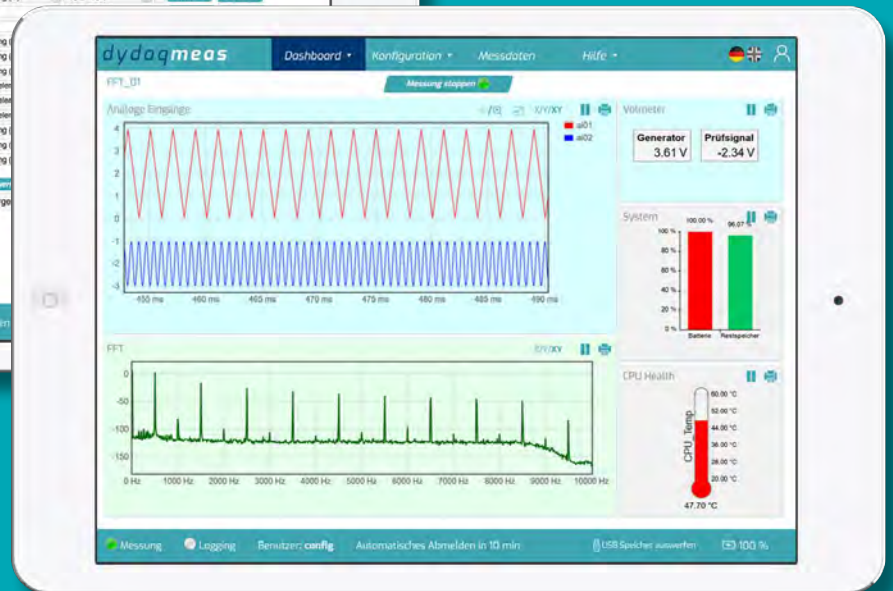 dydaqmeas
Dashboard
Konfiguration
Messdaten
Hilfe
FFT_01
Messung stoppen
Analoge Eingänge
X/Y/XY
ai01
ai02
4
3
2
1
0
-1
-2
-3
450 ms 460 ms 465 ms 470 ms 475 ms 480 ms 485 ms 490 ms
Voltmeter
Generator
3.61 V
Prüfsignal
-2.34 V
System
100.00 %
96.07 %
100 %
80 %
60 %
40 %
20 %
0 %
Batterie Restspeicher
FFT
X/Y/XY
0
-50
-100
-150
0 Hz 1000 Hz 2000 Hz 3000 Hz 4000 Hz 5000 Hz 6000 Hz 7000 Hz 8000 Hz 9000 Hz 10000 Hz
CPU Health
CPU_Temp
60.00 °C
52.00 °C
44.00 °C
36.00 °C
28.00 °C
20.00 °C
47.70 °C
Messung
Logging
Benutzer: config
Automatisches Abmelden in 10 min
USB Speicher auswerfen
100 %